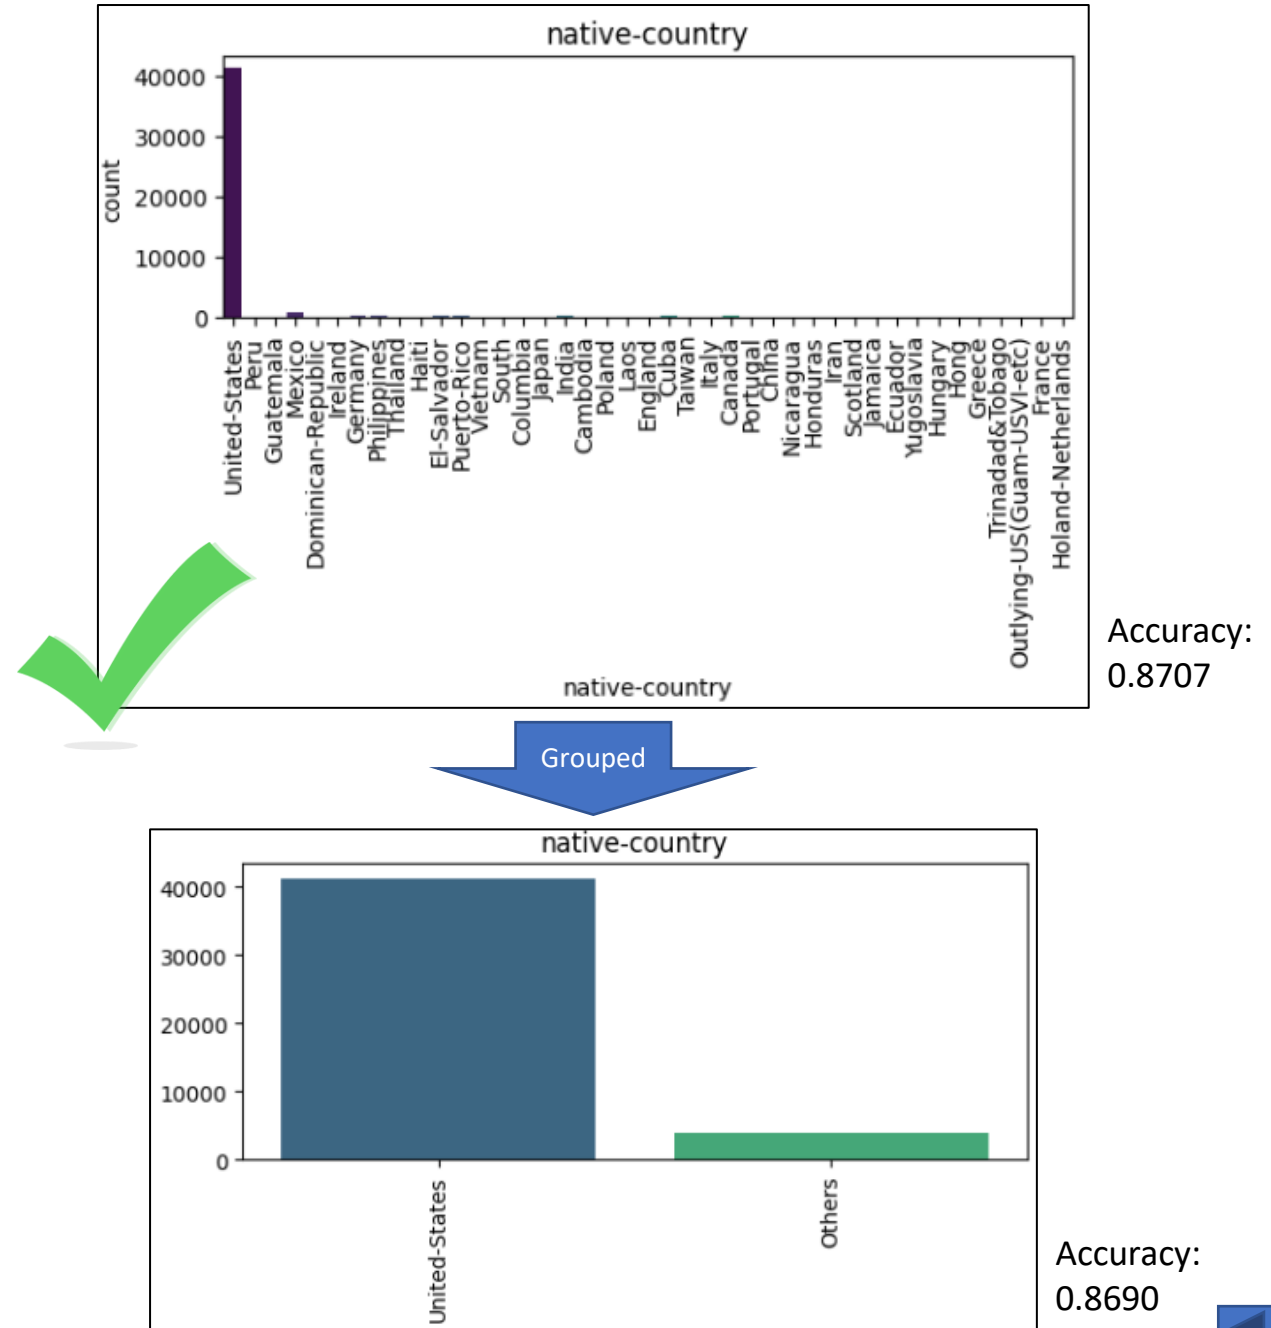 native-country
40000
30000
20000
10000
0
count
United-States
Peru
Guatemala
Mexico
Dominican-Republic
Ireland
Germany
Philippines
Thailand
Haiti
El-Salvador
Puerto-Rico
Vietnam
South
Columbia
Japan
India
Cambodia
Poland
Laos
England
Cuba
Taiwan
Italy
Canada
Portugal
China
Nicaragua
Honduras
Iran
Scotland
Jamaica
Ecuador
Yugoslavia
Hungary
Hong
Greece
Trinadad&Tobago
Outlying-US(Guam-USVI-etc)
France
Holand-Netherlands
native-country
Accuracy:
0.8707
Grouped
native-country
40000
30000
20000
10000
0
United-States
Others
Accuracy:
0.8690